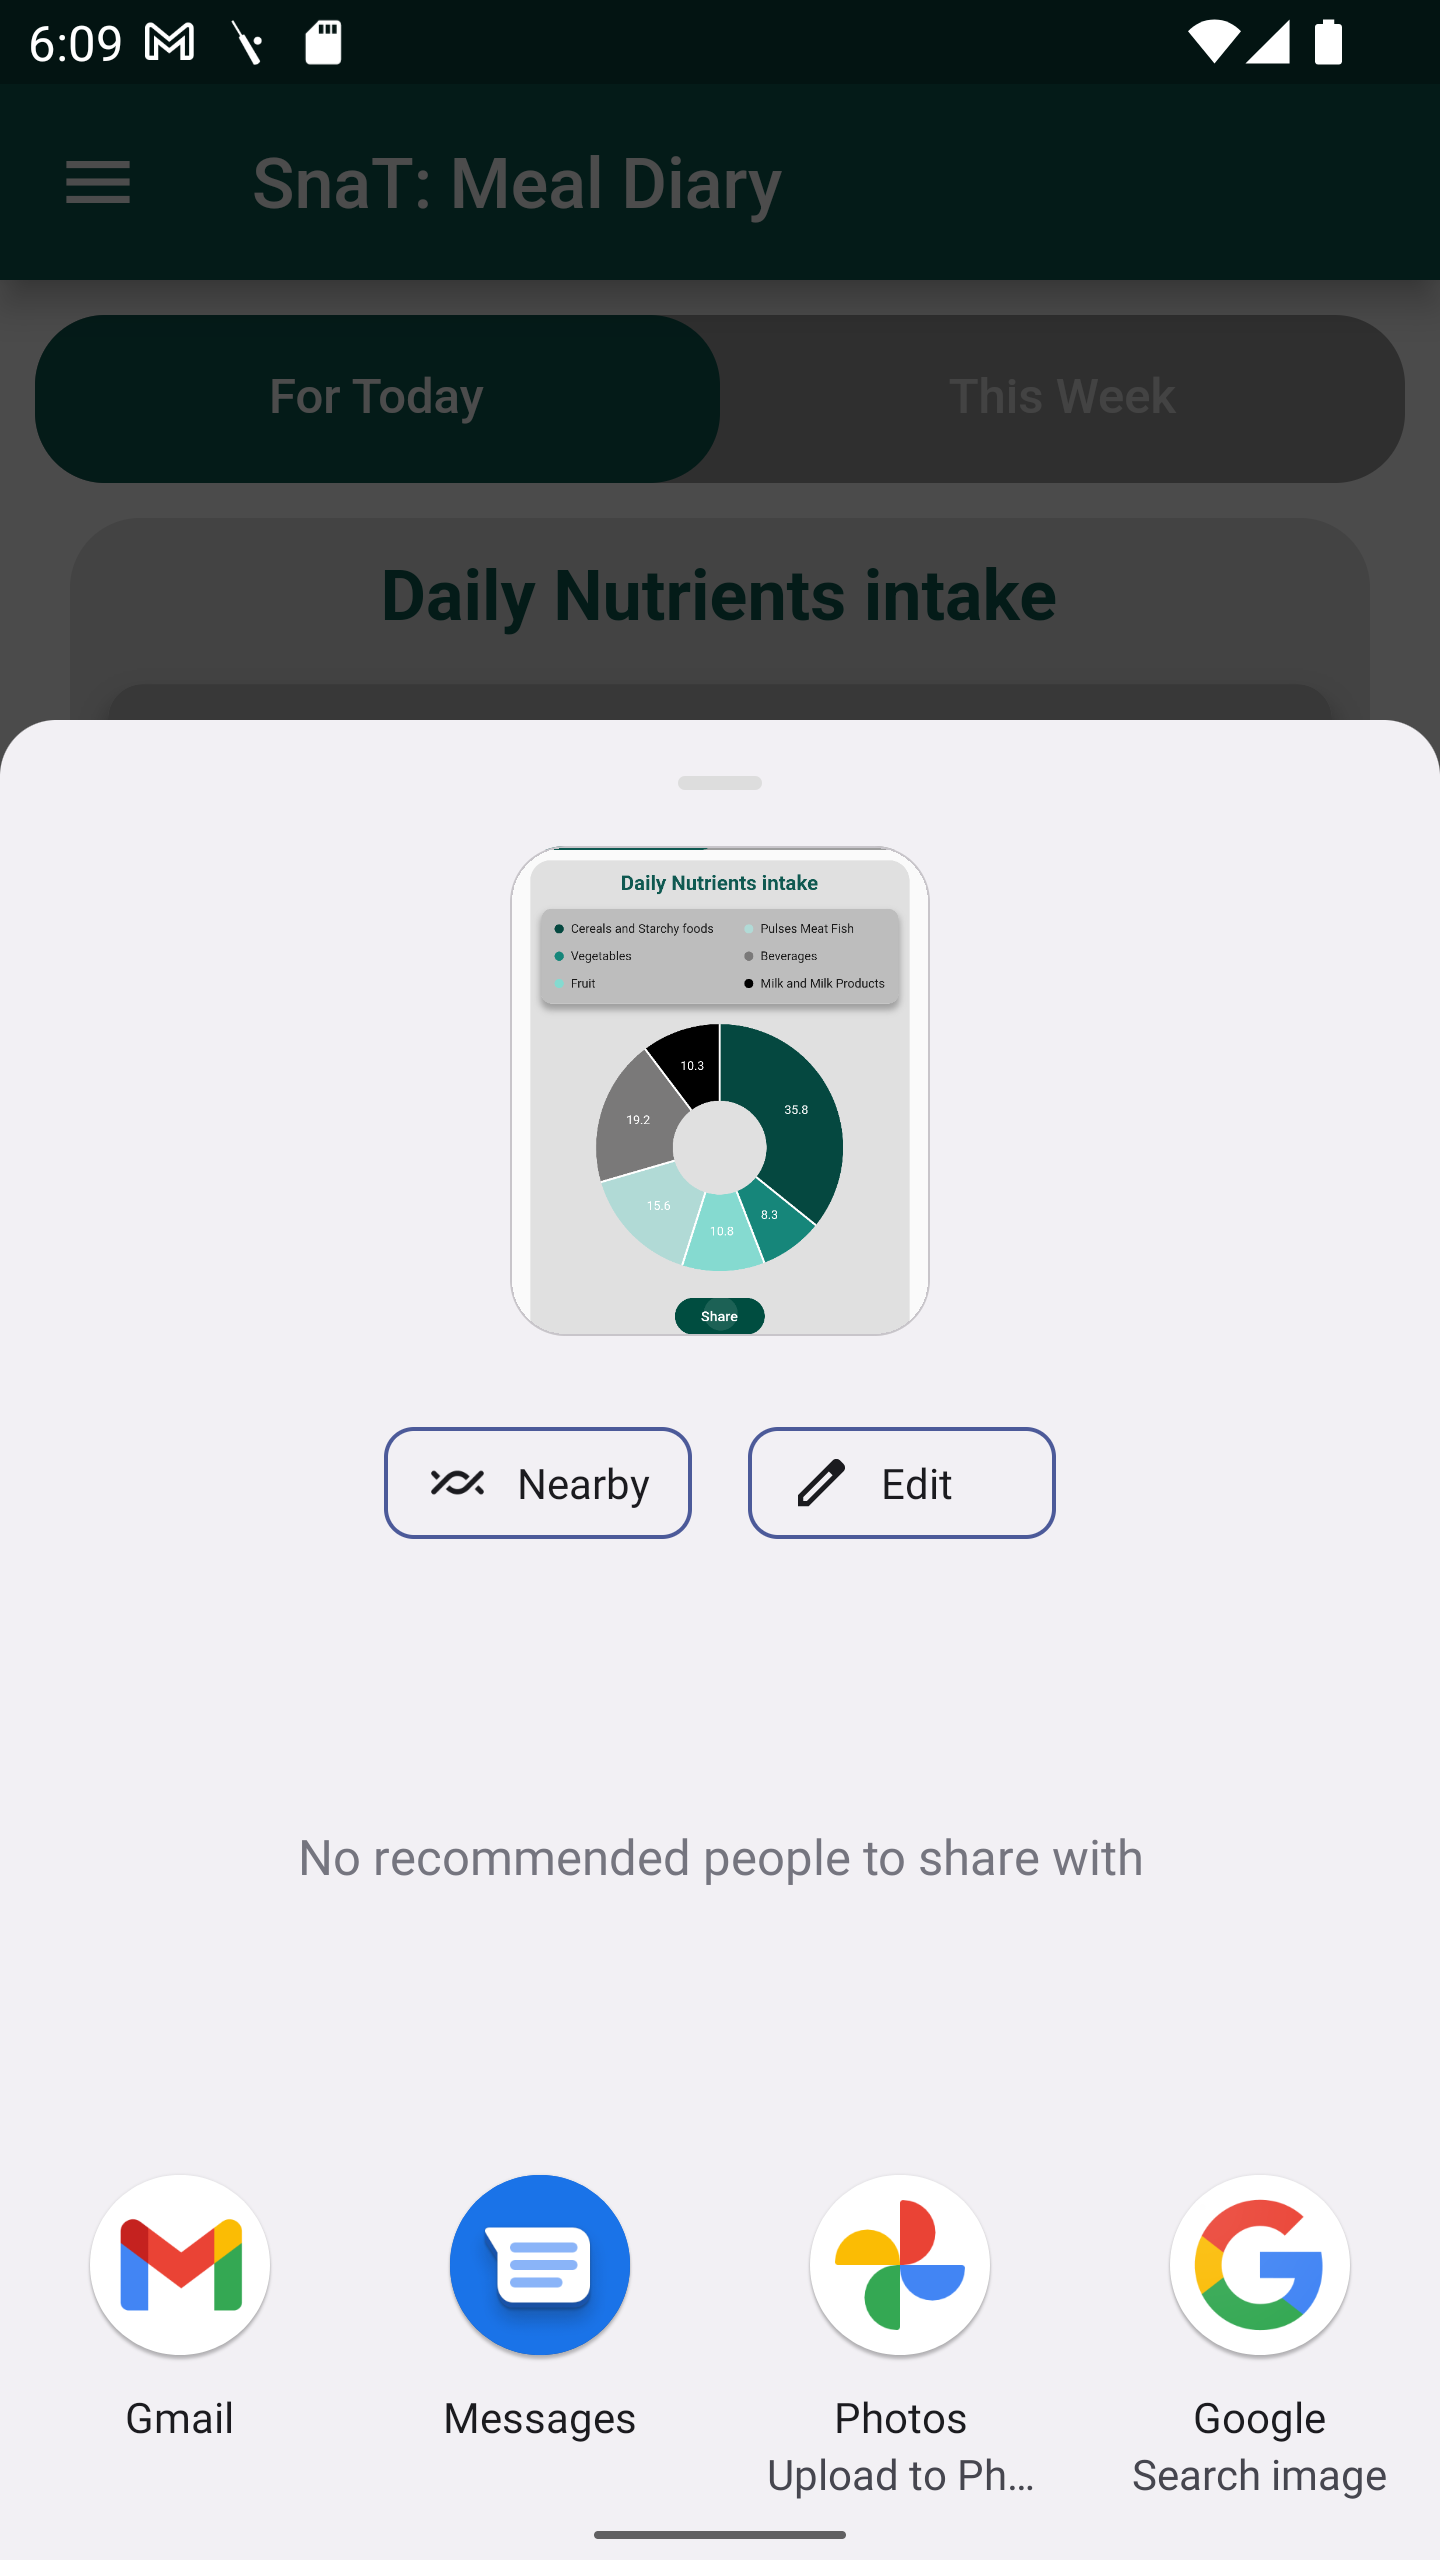 6:09
SnaT: Meal Diary
For Today
This Week
Daily Nutrients intake
Daily Nutrients intake
Cereals and Starchy foods
Pulses Meat Fish
Vegetables
Beverages
Fruit
Milk and Milk Products
10.3
35.8
19.2
15.6
8.3
10.8
Share
Nearby
Edit
No recommended people to share with
Gmail
Messages
Photos
Google
Upload to Ph...
Search image